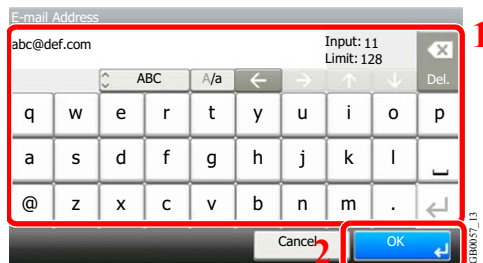 E-mail Address
1
abc@def.com
Input: 11
Limit: 128
ABC A/a ← → ↑ ↓ Del.
q w e r t y u i o p
a s d f g h j k l
@ z x c v b n m .
Cancel 2 OK
GB0057_13